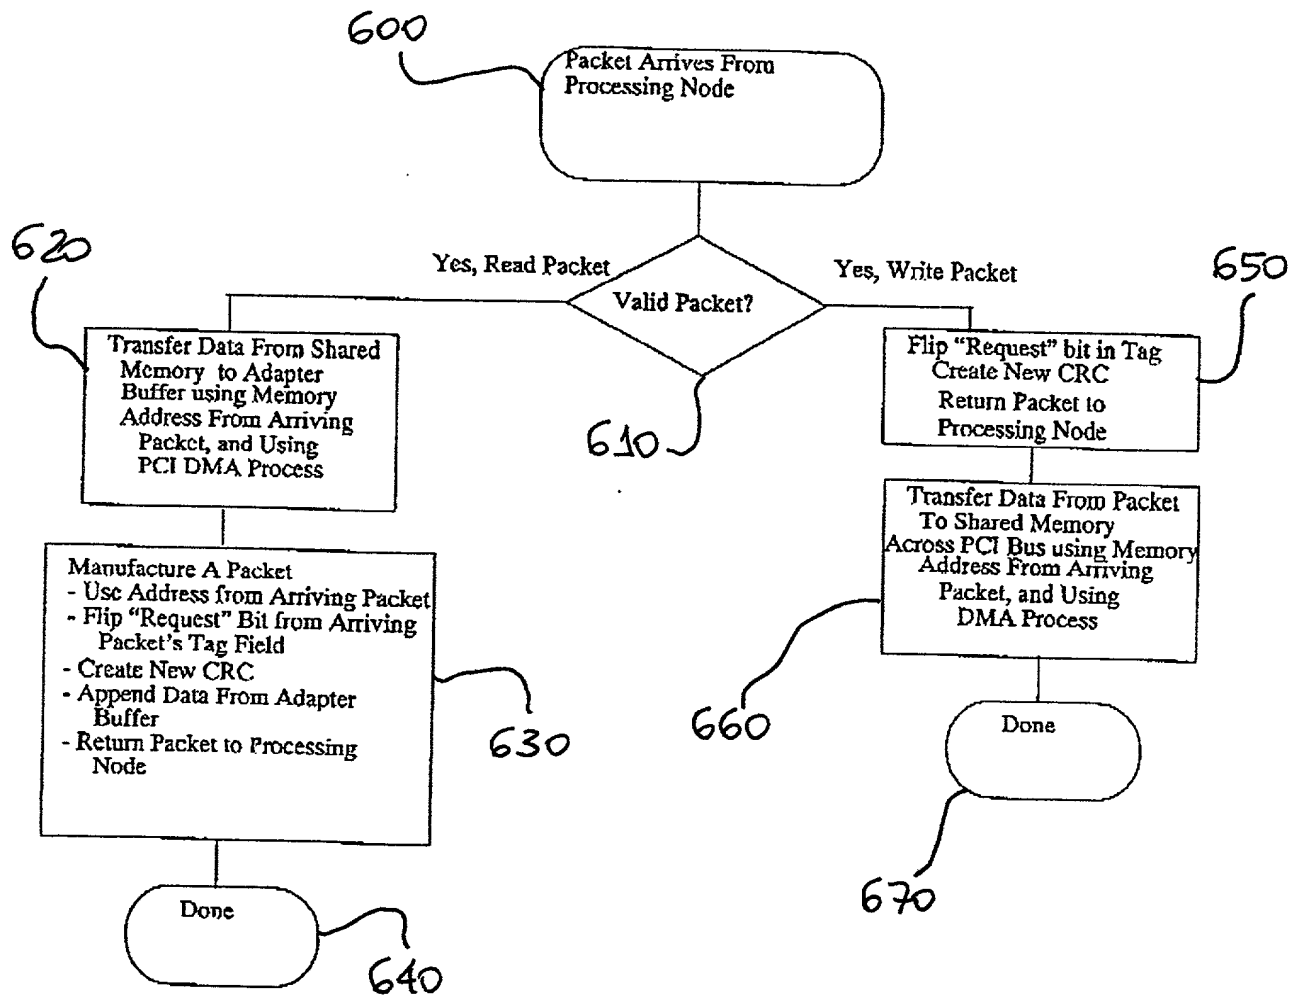 600
Packet Arrives From
Processing Node
620
Yes, Read Packet
Valid Packet?
Yes, Write Packet
650
610
Transfer Data From Shared
Memory to Adapter
Buffer using Memory
Address From Arriving
Packet, and Using
PCI DMA Process
Flip "Request" bit in Tag
Create New CRC
Return Packet to
Processing Node
Manufacture A Packet
- Use Address from Arriving Packet
- Flip "Request" Bit from Arriving
Packet's Tag Field
- Create New CRC
- Append Data From Adapter
Buffer
- Return Packet to Processing
Node
630
Transfer Data From Packet
To Shared Memory
Across PCI Bus using Memory
Address From Arriving
Packet, and Using
DMA Process
660
Done
640
Done
670